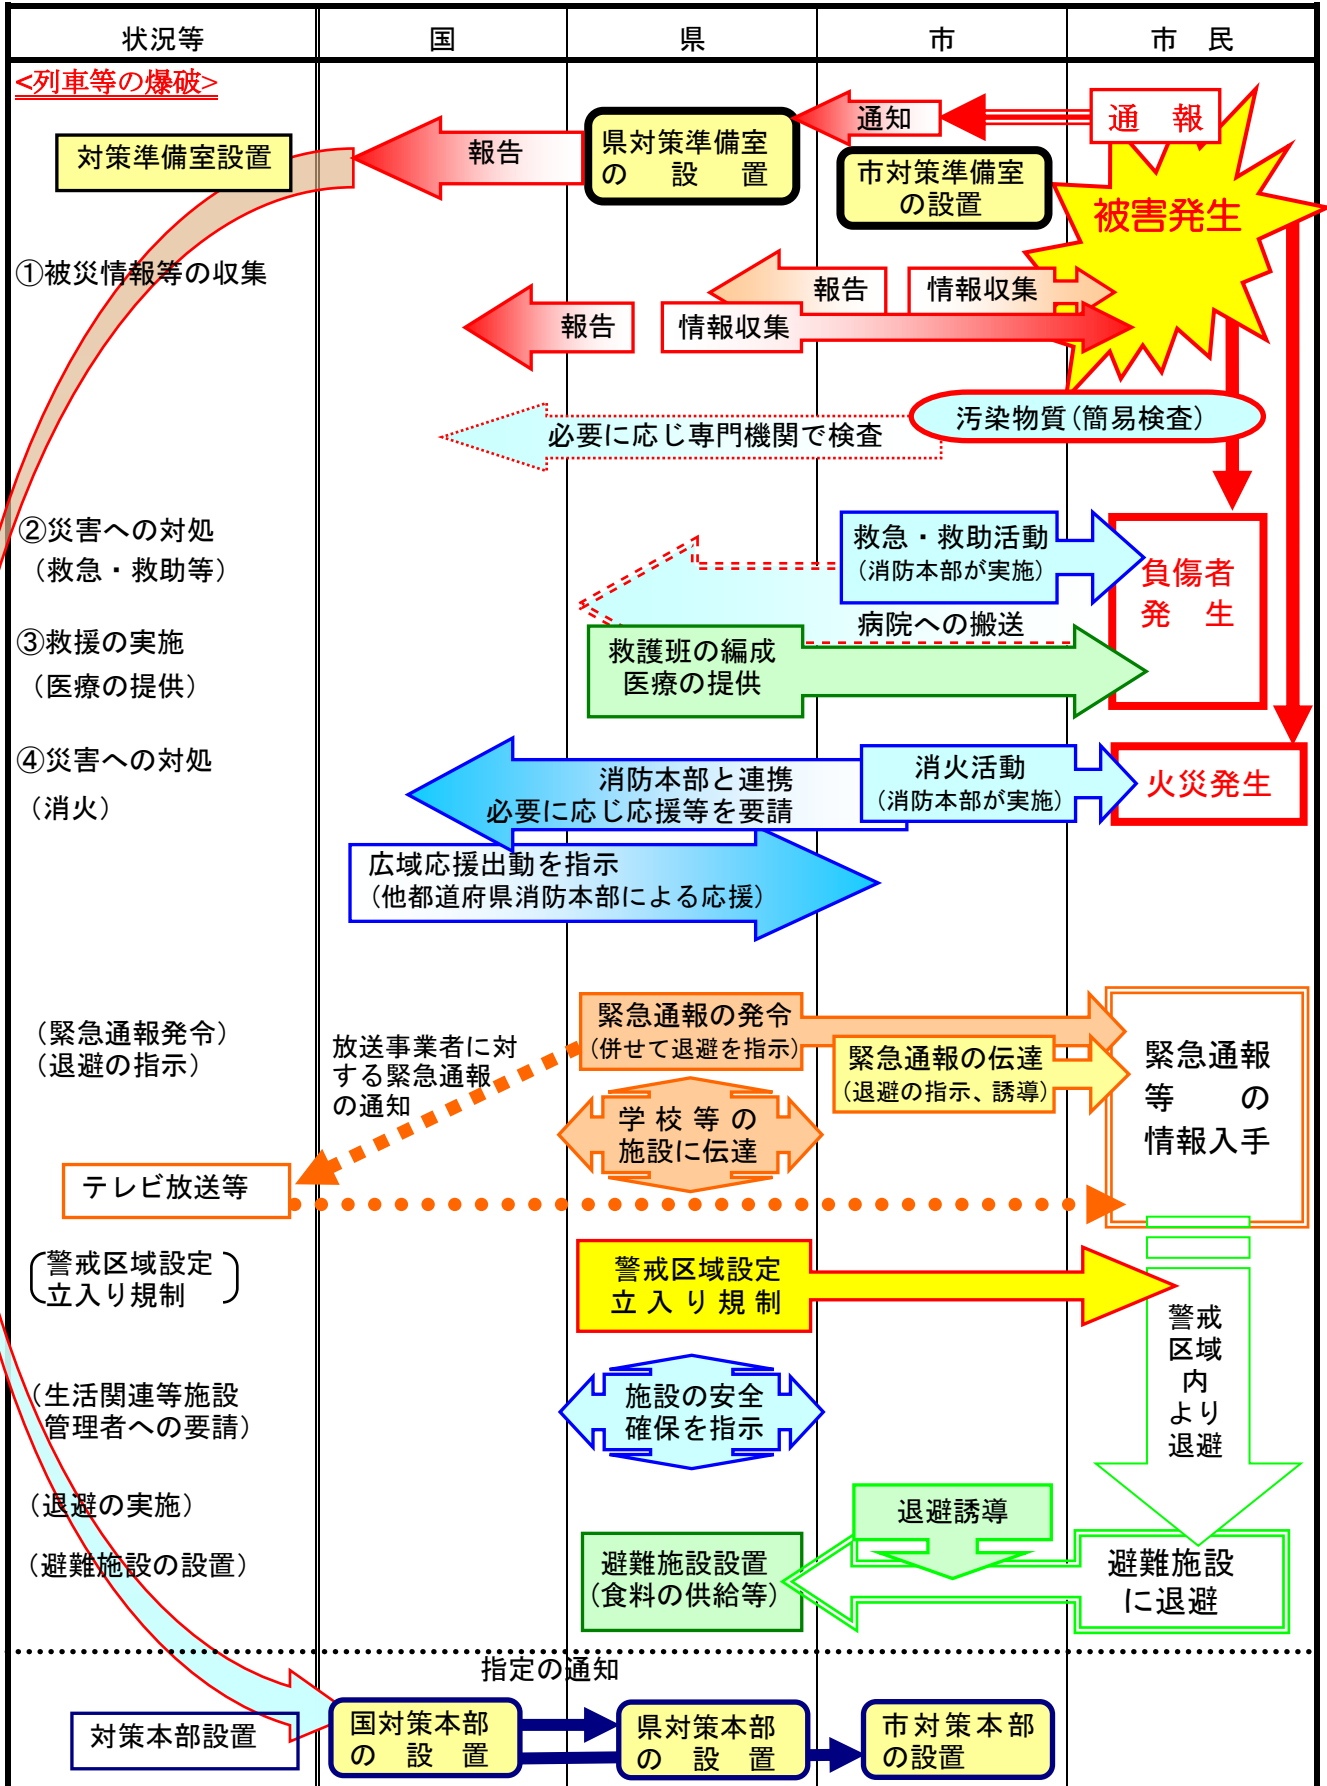 状況等
国
県
市
市　民
<列車等の爆破>
通　報
通知
報告
県対策準備室
の　設　置
対策準備室設置
市対策準備室
の設置
被害発生
①被災情報等の収集
報告
情報収集
報告
情報収集
汚染物質(簡易検査)
必要に応じ専門機関で検査
②災害への対処
（救急・救助等）
救急・救助活動
（消防本部が実施）
負傷者
発　生
病院への搬送
③救援の実施
（医療の提供）
救護班の編成
医療の提供
④災害への対処
（消火）
消防本部と連携
必要に応じ応援等を要請
消火活動
（消防本部が実施）
火災発生
広域応援出動を指示
（他都道府県消防本部による応援）
（緊急通報発令）
（退避の指示）
放送事業者に対
する緊急通報
の通知
緊急通報の発令
（併せて退避を指示）
緊急通報の伝達
（退避の指示、誘導）
緊急通報
等　の
情報入手
学校等の
施設に伝達
テレビ放送等
警戒区域設定
立入り規制
警戒区域設定
立入り規制
警戒
区域
内
より
退避
（生活関連等施設
管理者への要請）
施設の安全
確保を指示
（退避の実施）
退避誘導
（避難施設の設置）
避難施設設置
（食料の供給等）
避難施設
に退避
指定の通知
対策本部設置
国対策本部
の　設　置
県対策本部
の　設　置
市対策本部
の設置